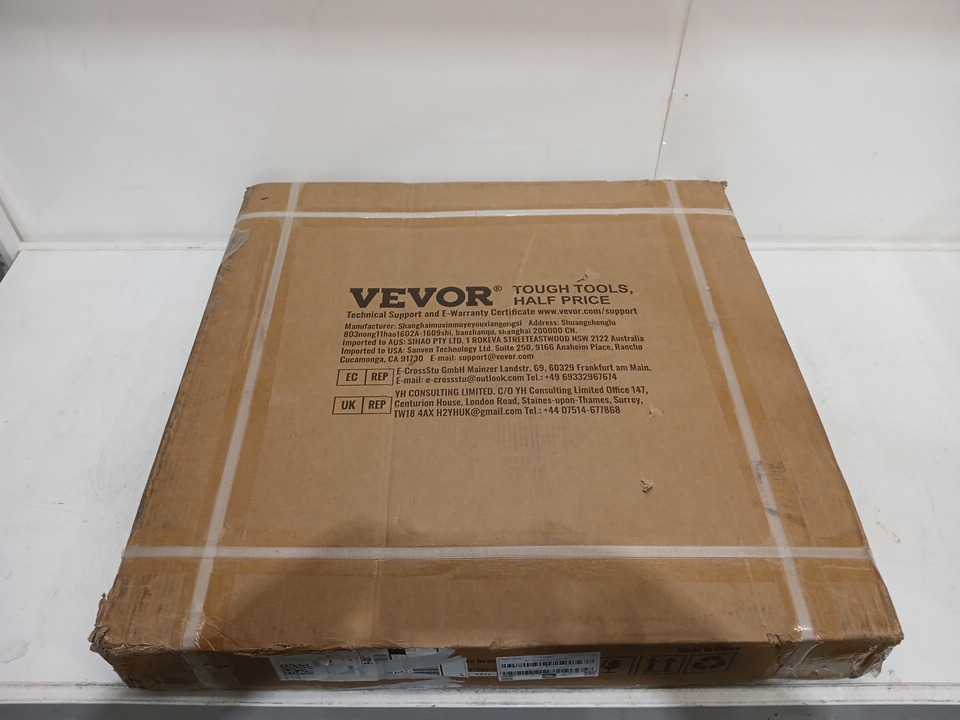 VEVOR® TOUGH TOOLS,
HALF PRICE
Technical Support and E-Warranty Certificate www.vevor.com/support
Manufacturer: Shanghaimuxinmuyeyouxiangongsi Address: Shuangchenglu
803nong11hao1602A-1609shi, baoshanqu, shanghai 200000 CN.
Imported to AUS: SIHAO PTY LTD. 1 ROKEVA STREETEASTWOOD NSW 2122 Australia
Imported to USA: Sanven Technology Ltd. Suite 250, 9166 Anaheim Place, Rancho
Cucamonga, CA 91730 E-mail: support@vevor.com
EC REP E-CrossStu GmbH Mainzer Landstr. 69, 60329 Frankfurt am Main.
E-mail: e-crossstu@outlook.com Tel.: +49 69332967674
UK REP YH CONSULTING LIMITED. C/O YH Consulting Limited Office 147,
Centurion House, London Road, Staines-upon-Thames, Surrey,
TW18 4AX H2YHUK@gmail.com Tel.: +44 07514-677868
Made In China